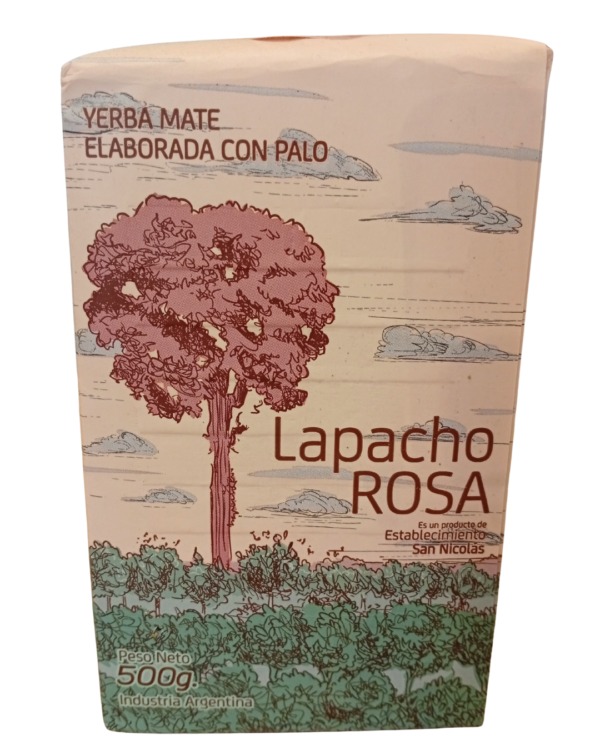 YERBA MATE
ELABORADA CON PALO
Lapacho
ROSA
Es un producto de
Establecimiento
San Nicolás
Peso Neto
500g.
Industria Argentina